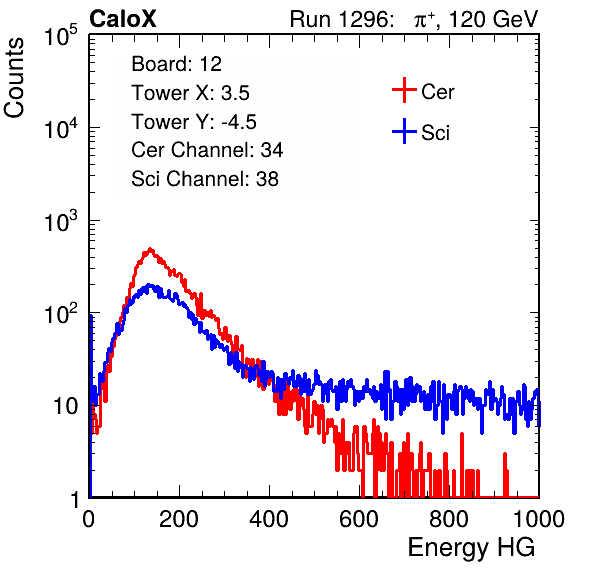 CaloX Run 1296: π⁺, 120 GeV
Counts
10⁵
10⁴
10³
10²
10
1
Board: 12
Tower X: 3.5
Tower Y: -4.5
Cer Channel: 34
Sci Channel: 38
Cer
Sci
0 200 400 600 800 1000
Energy HG